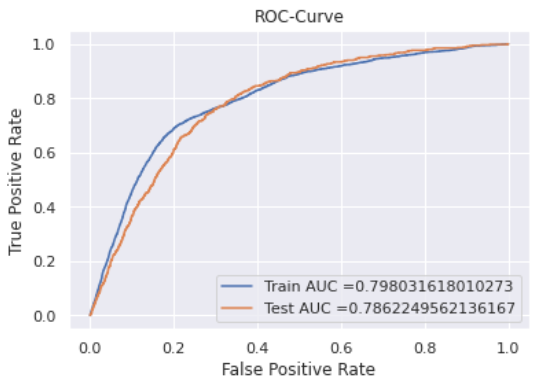 ROC-Curve
True Positive Rate
1.0
0.8
0.6
0.4
0.2
0.0
Train AUC =0.798031618010273
Test AUC =0.7862249562136167
0.0 0.2 0.4 0.6 0.8 1.0
False Positive Rate